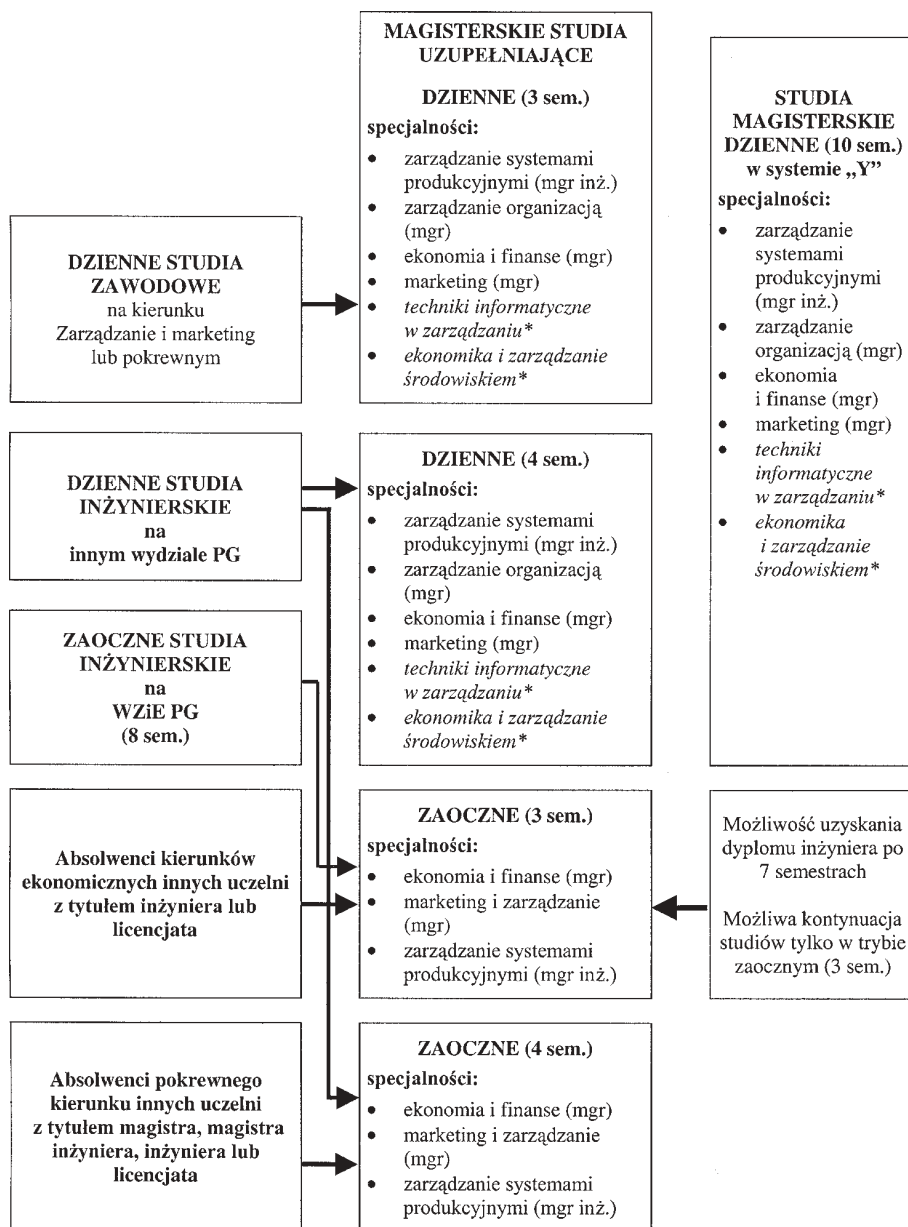 DZIENNE STUDIA
ZAWODOWE
na kierunku
Zarządzanie i marketing
lub pokrewnym
DZIENNE STUDIA
INŻYNIERSKIE
na
innym wydziale PG
ZAOCZNE STUDIA
INŻYNIERSKIE
na
WZiE PG
(8 sem.)
Absolwenci kierunków
ekonomicznych innych uczelni
z tytułem inżyniera lub
licencjata
Absolwenci pokrewnego
kierunku innych uczelni
z tytułem magistra, magistra
inżyniera, inżyniera lub
licencjata
MAGISTERSKIE STUDIA
UZUPEŁNIAJĄCE
DZIENNE (3 sem.)
specjalności:
• zarządzanie systemami
produkcyjnymi (mgr inż.)
• zarządzanie organizacją
(mgr)
• ekonomia i finanse (mgr)
• marketing (mgr)
• techniki informatyczne
w zarządzaniu*
• ekonomika i zarządzanie
środowiskiem*
DZIENNE (4 sem.)
specjalności:
• zarządzanie systemami
produkcyjnymi (mgr inż.)
• zarządzanie organizacją
(mgr)
• ekonomia i finanse (mgr)
• marketing (mgr)
• techniki informatyczne
w zarządzaniu*
• ekonomika i zarządzanie
środowiskiem*
ZAOCZNE (3 sem.)
specjalności:
• ekonomia i finanse (mgr)
• marketing i zarządzanie
(mgr)
• zarządzanie systemami
produkcyjnymi (mgr inż.)
ZAOCZNE (4 sem.)
specjalności:
• ekonomia i finanse (mgr)
• marketing i zarządzanie
(mgr)
• zarządzanie systemami
produkcyjnymi (mgr inż.)
STUDIA
MAGISTERSKIE
DZIENNE (10 sem.)
w systemie „Y”
specjalności:
• zarządzanie
systemami
produkcyjnymi
(mgr inż.)
• zarządzanie
organizacją (mgr)
• ekonomia
i finanse (mgr)
• marketing (mgr)
• techniki
informatyczne
w zarządzaniu*
• ekonomika
i zarządzanie
środowiskiem*
Możliwość uzyskania
dyplomu inżyniera po
7 semestrach
Możliwa kontynuacja
studiów tylko w trybie
zaocznym (3 sem.)